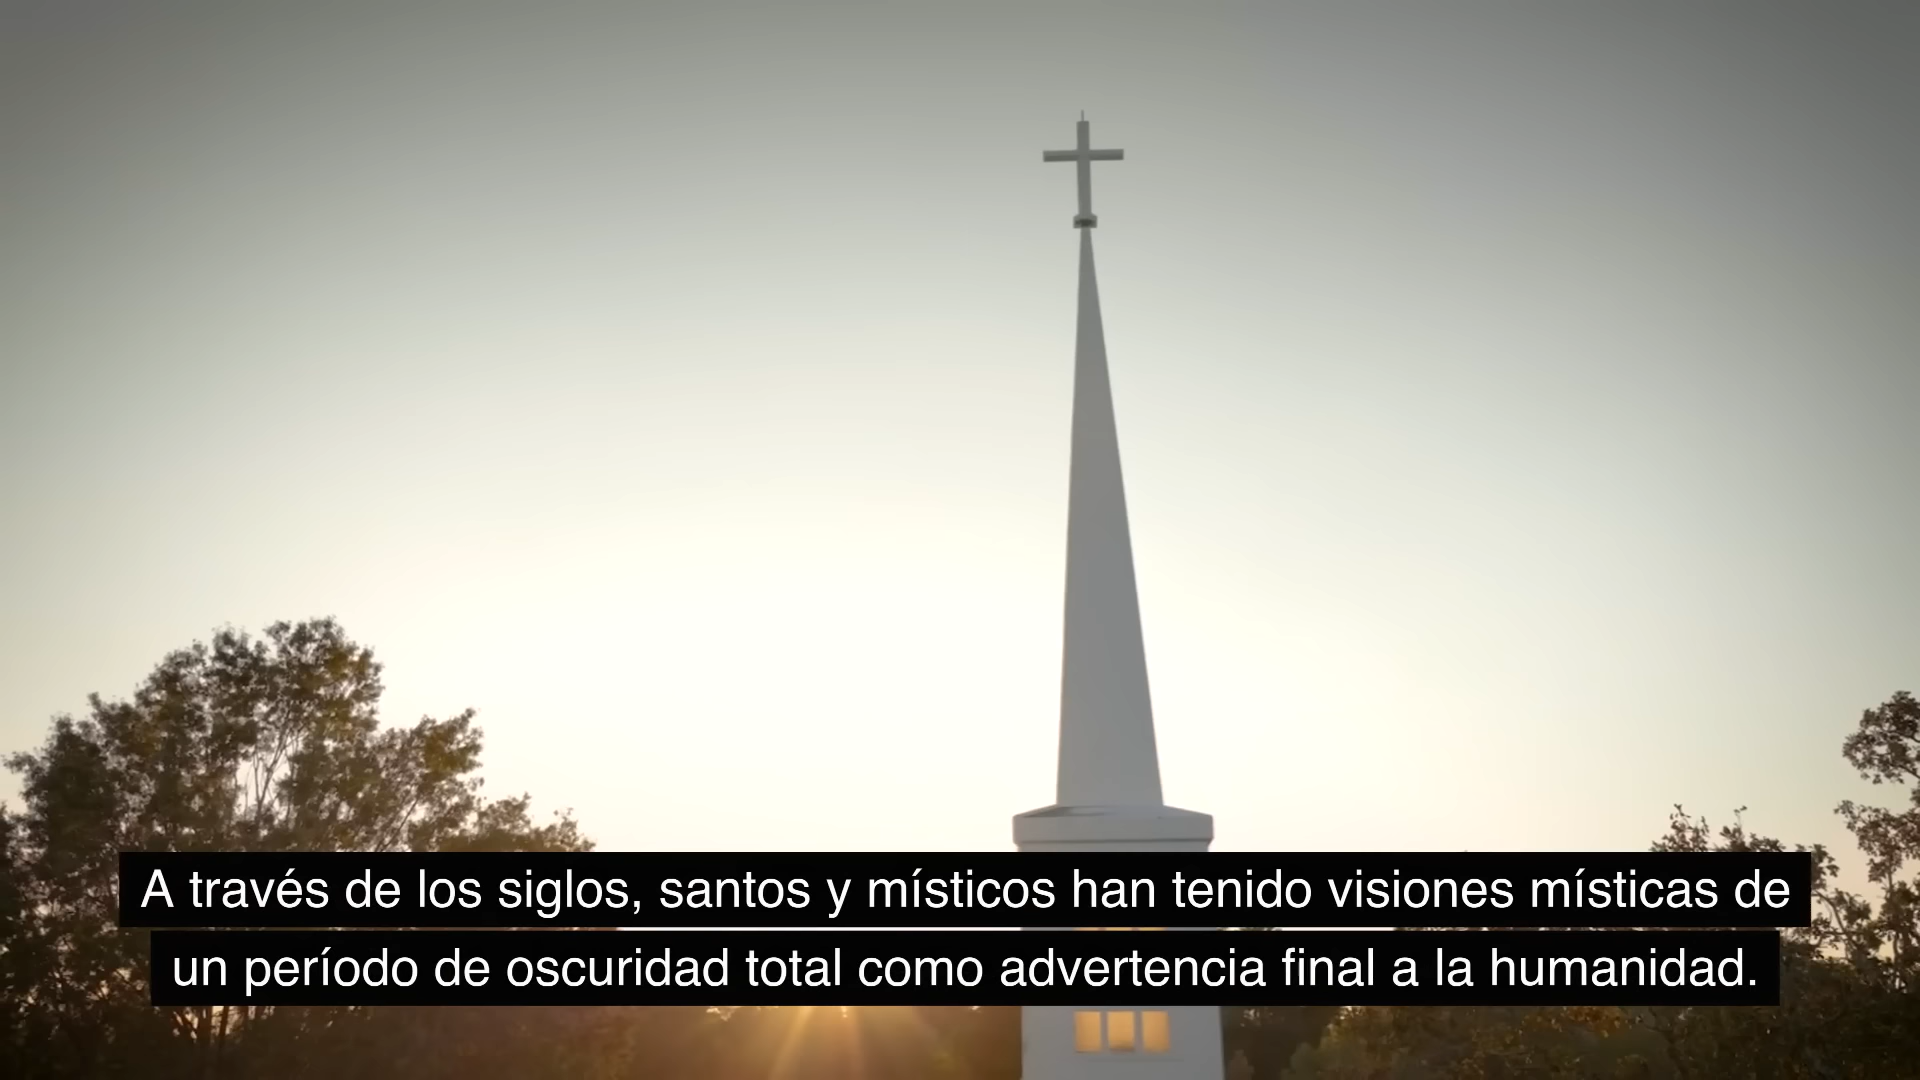 A través de los siglos, santos y místicos han tenido visiones místicas de
un período de oscuridad total como advertencia final a la humanidad.